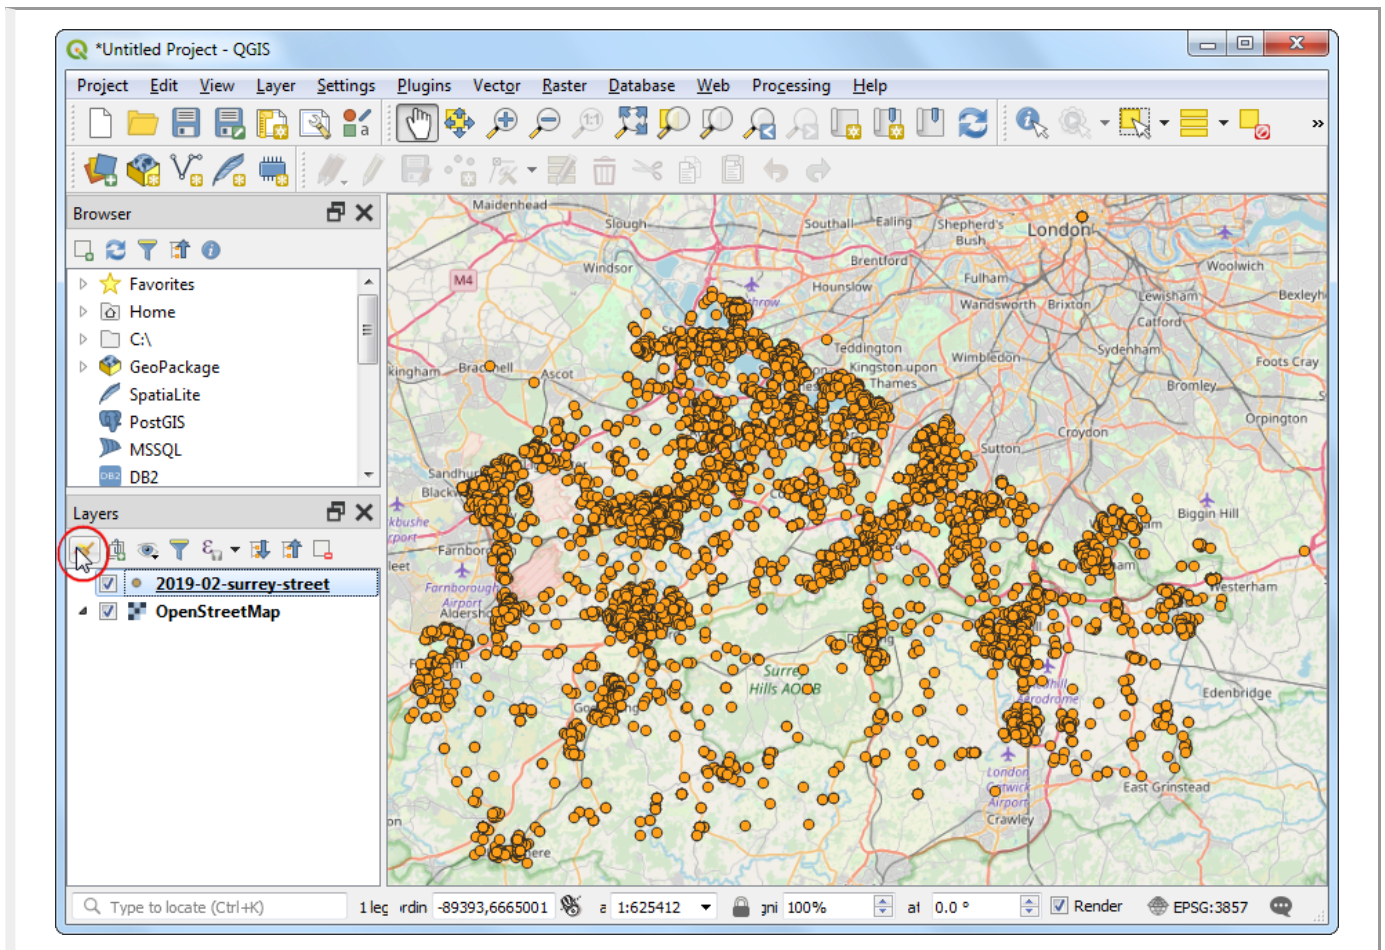 *Untitled Project - QGIS
Project Edit View Layer Settings Plugins Vector Raster Database Web Processing Help
Browser
Favorites
Home
C:\
GeoPackage
SpatiaLite
PostGIS
MSSQL
DB2
Layers
2019-02-surrey-street
OpenStreetMap
Maidenhead
Slough
Southall
Ealing
Shepherd's
Bush
London
Windsor
Brentford
Woolwich
M4
Hounslow
Fulham
Wandsworth
Brixton
Lewisham
Catford
Teddington
Kingston upon
Thames
Wimbledon
Sydenham
Foots Cray
Ascot
Bromley
Orpington
Croydon
Sutton
Biggin Hill
Farnborough
Airport
Westerham
Surrey
Hills AONB
Edenbridge
London
Gatwick
Airport
East Grinstead
Crawley
Type to locate (Ctrl+K) 1 leg ordin -89393,6665001 1:625412 gni 100% 0.0 ° Render EPSG:3857